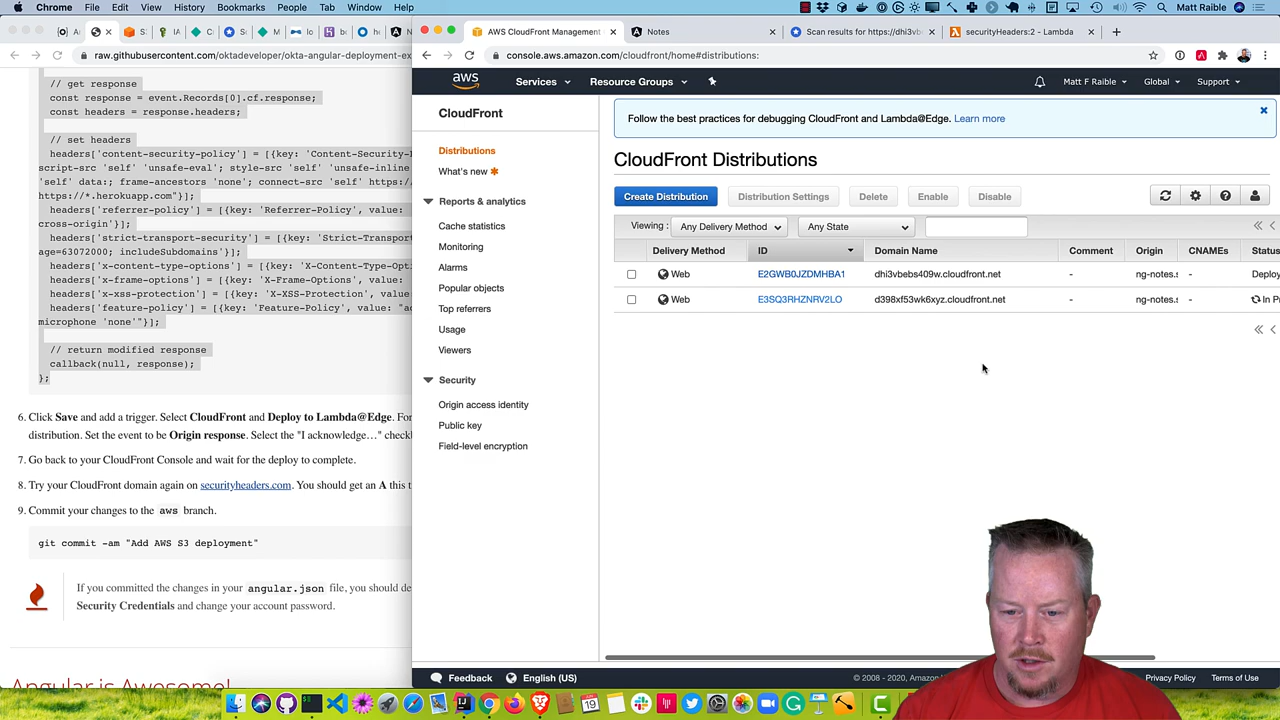 Chrome File Edit View History Bookmarks People Tab Window Help
Matt Raible
raw.githubusercontent.com/oktadeveloper/okta-angular-deployment-ex
// get response
const response = event.Records[0].cf.response;
const headers = response.headers;
// set headers
headers['content-security-policy'] = [{key: 'Content-Security-P
script-src 'self' 'unsafe-eval'; style-src 'self' 'unsafe-inline
'self' data:; frame-ancestors 'none'; connect-src 'self' https:/
https://*.herokuapp.com"}];
headers['referrer-policy'] = [{key: 'Referrer-Policy', value:
cross-origin'}];
headers['strict-transport-security'] = [{key: 'Strict-Transport
age=63072000; includeSubdomains'}];
headers['x-content-type-options'] = [{key: 'X-Content-Type-Opt
headers['x-frame-options'] = [{key: 'X-Frame-Options', value:
headers['x-xss-protection'] = [{key: 'X-XSS-Protection', value
headers['feature-policy'] = [{key: 'Feature-Policy', value: "ac
microphone 'none'"}];
// return modified response
callback(null, response);
};
6. Click Save and add a trigger. Select CloudFront and Deploy to Lambda@Edge. For
distribution. Set the event to be Origin response. Select the "I acknowledge…" checkb
7. Go back to your CloudFront Console and wait for the deploy to complete.
8. Try your CloudFront domain again on securityheaders.com. You should get an A this t
9. Commit your changes to the aws branch.
git commit -am "Add AWS S3 deployment"
If you committed the changes in your angular.json file, you should de
Security Credentials and change your account password.
Angular is Awesome!
AWS CloudFront Management
Notes
Scan results for https://dhi3vb
securityHeaders:2 - Lambda
console.aws.amazon.com/cloudfront/home#distributions:
aws
Services
Resource Groups
Matt F Raible
Global
Support
CloudFront
Distributions
What's new
Reports & analytics
Cache statistics
Monitoring
Alarms
Popular objects
Top referrers
Usage
Viewers
Security
Origin access identity
Public key
Field-level encryption
Follow the best practices for debugging CloudFront and Lambda@Edge. Learn more
CloudFront Distributions
Create Distribution
Distribution Settings
Delete
Enable
Disable
Viewing :
Any Delivery Method
Any State
Delivery Method ID Domain Name Comment Origin CNAMEs Status
Web E2GWB0JZDMHBA1 dhi3vbebs409w.cloudfront.net - ng-notes.s - Deploy
Web E3SQ3RHZNRV2LO d398xf53wk6xyz.cloudfront.net - ng-notes.s - In Pr
Feedback
English (US)
© 2008 - 2020, Amazon
Privacy Policy
Terms of Use
19